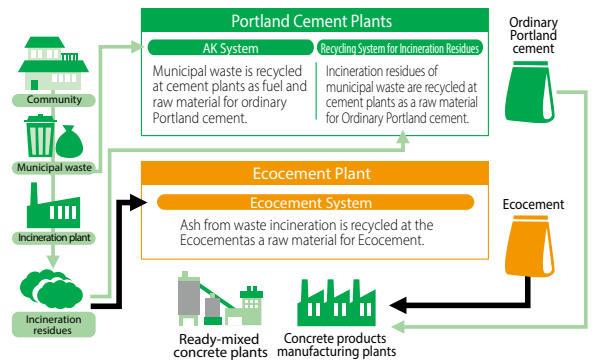 Portland Cement Plants
AK System
Municipal waste is recycled
at cement plants as fuel and
raw material for ordinary
Portland cement.
Recycling System for Incineration Residues
Incineration residues of
municipal waste are recycled at
cement plants as a raw material
for Ordinary Portland cement.
Ordinary
Portland
cement
Community
Municipal waste
Incineration plant
Incineration
residues
Ecocement Plant
Ecocement System
Ash from waste incineration is recycled at the
Ecocementas a raw material for Ecocement.
Ecocement
Ready-mixed
concrete plants
Concrete products
manufacturing plants